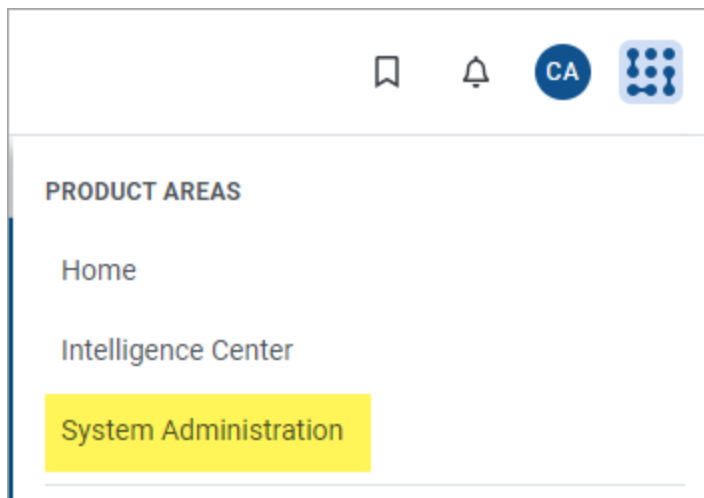 CA
PRODUCT AREAS
Home
Intelligence Center
System Administration